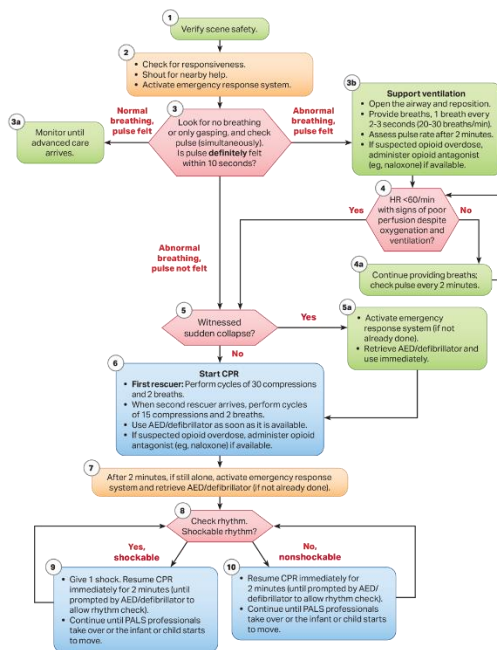 1
Verify scene safety.
2
• Check for responsiveness.
• Shout for nearby help.
• Activate emergency response system.
3
Look for no breathing
or only gasping, and check
pulse (simultaneously).
Is pulse definitely felt
within 10 seconds?
Normal
breathing,
pulse felt
3a
Monitor until
advanced care
arrives.
Abnormal
breathing,
pulse felt
3b
Support ventilation
• Open the airway and reposition.
• Provide breaths, 1 breath every
2-3 seconds (20-30 breaths/min).
• Assess pulse rate after 2 minutes.
• If suspected opioid overdose,
administer opioid antagonist
(eg, naloxone) if available.
4
HR <60/min
with signs of poor
perfusion despite
oxygenation and
ventilation?
Yes
No
4a
Continue providing breaths;
check pulse every 2 minutes.
Abnormal
breathing,
pulse not felt
5
Witnessed
sudden collapse?
Yes
5a
• Activate emergency
response system (if not
already done).
• Retrieve AED/defibrillator and
use immediately.
No
6
Start CPR
• First rescuer: Perform cycles of 30 compressions
and 2 breaths.
• When second rescuer arrives, perform cycles
of 15 compressions and 2 breaths.
• Use AED/defibrillator as soon as it is available.
• If suspected opioid overdose, administer opioid
antagonist (eg, naloxone) if available.
7
After 2 minutes, if still alone, activate emergency response
system and retrieve AED/defibrillator (if not already done).
8
Check rhythm.
Shockable rhythm?
Yes,
shockable
No,
nonshockable
9
• Give 1 shock. Resume CPR
immediately for 2 minutes (until
prompted by AED/defibrillator to
allow rhythm check).
• Continue until PALS professionals
take over or the infant or child starts
to move.
10
• Resume CPR immediately for
2 minutes (until prompted by AED/
defibrillator to allow rhythm check).
• Continue until PALS professionals
take over or the infant or child starts
to move.